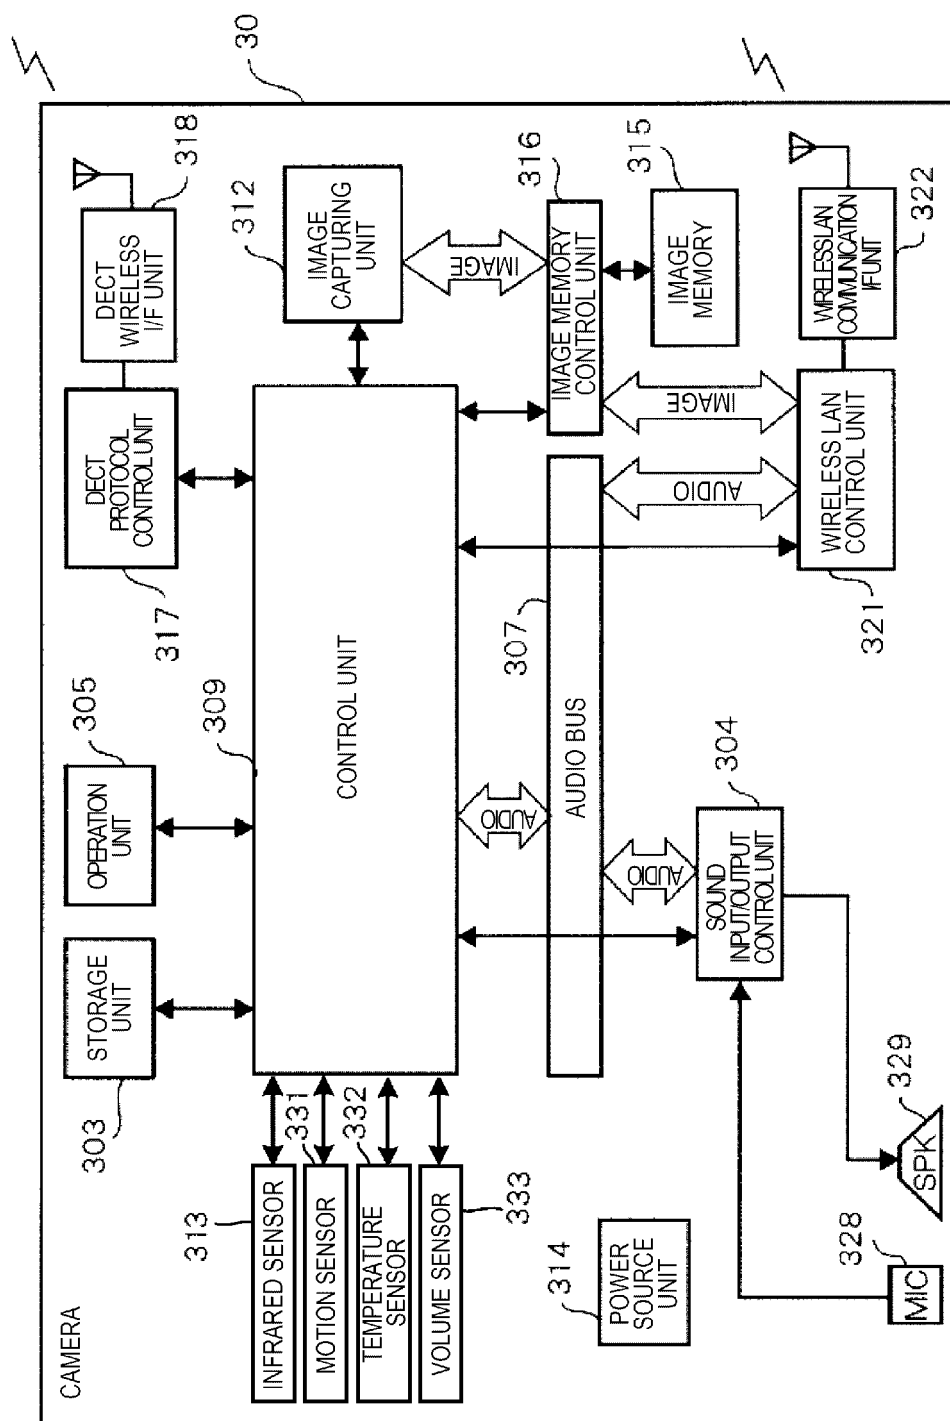 CAMERA
30
STORAGE
UNIT
303
OPERATION
UNIT
305
DECT
PROTOCOL
CONTROL UNIT
317
DECT
WIRELESS
I/F UNIT
318
INFRARED SENSOR
313
MOTION SENSOR
331
TEMPERATURE
SENSOR
332
VOLUME SENSOR
333
CONTROL UNIT
309
IMAGE
CAPTURING
UNIT
312
IMAGE
AUDIO
AUDIO BUS
307
IMAGE MEMORY
CONTROL UNIT
316
IMAGE
MEMORY
315
POWER
SOURCE
UNIT
314
AUDIO
SOUND
INPUT/OUTPUT
CONTROL UNIT
304
AUDIO
IMAGE
WIRELESS LAN
CONTROL UNIT
321
WIRELESS LAN
COMMUNICATION
I/F UNIT
322
MIC
328
SPK
329